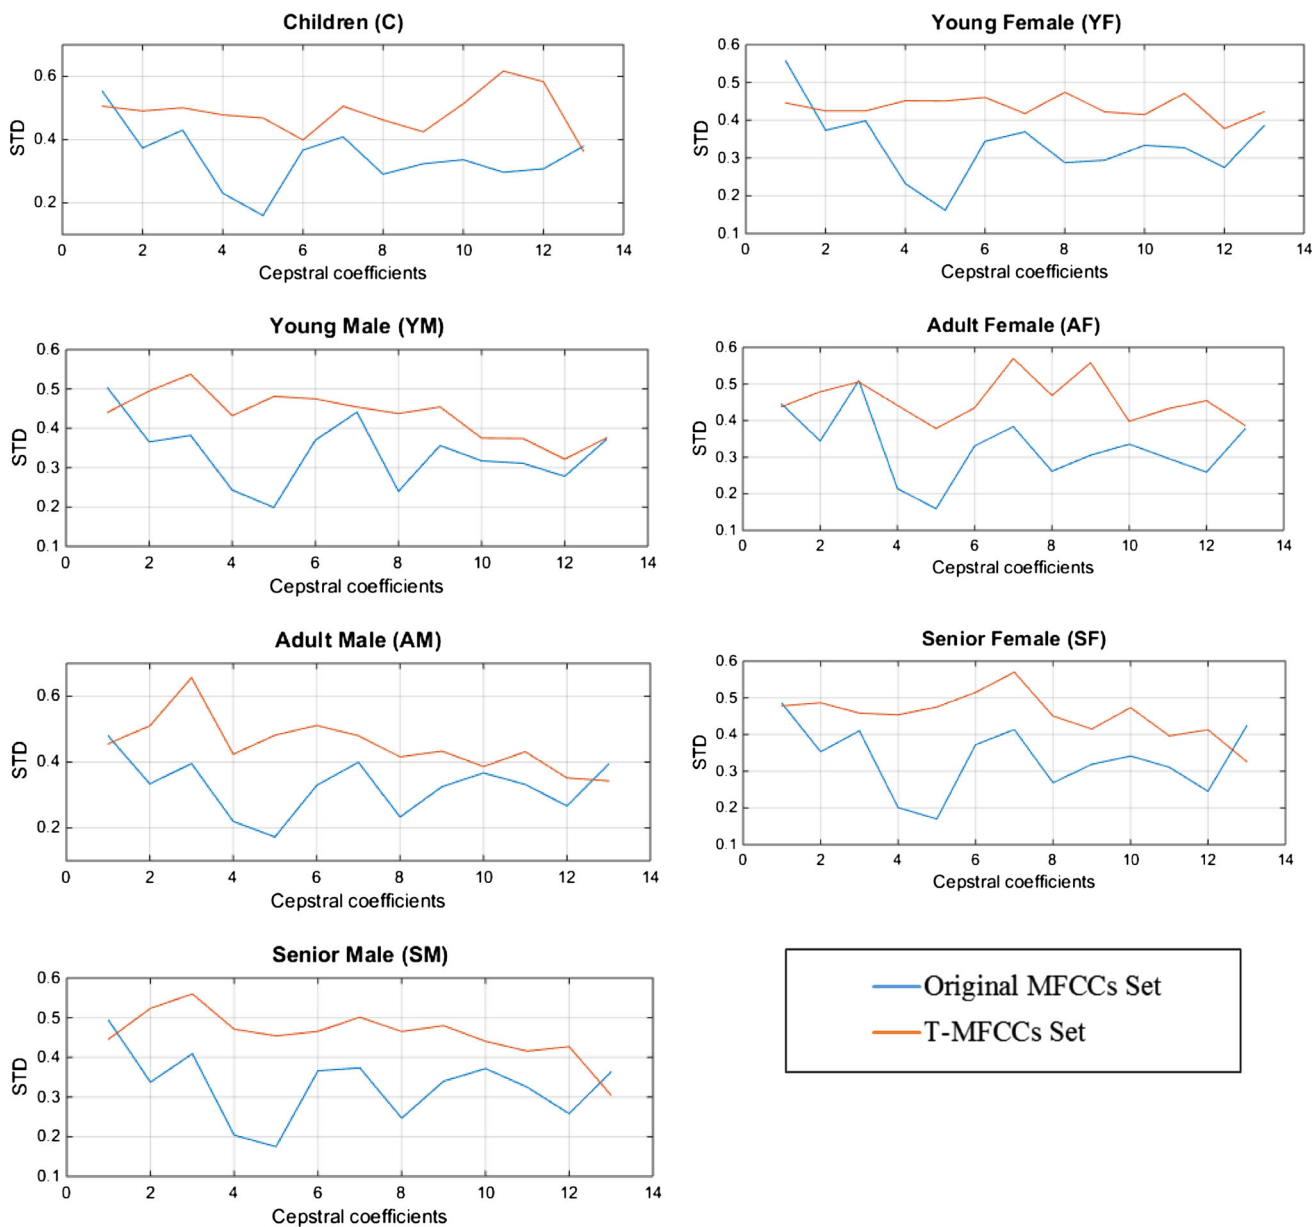 Children (C)
0.6
0.4
0.2
STD
0 2 4 6 8 10 12 14
Cepstral coefficients
Young Female (YF)
0.6
0.5
0.4
0.3
0.2
0.1
STD
0 2 4 6 8 10 12 14
Cepstral coefficients
Young Male (YM)
0.6
0.5
0.4
0.3
0.2
0.1
STD
0 2 4 6 8 10 12 14
Cepstral coefficients
Adult Female (AF)
0.6
0.5
0.4
0.3
0.2
0.1
STD
0 2 4 6 8 10 12 14
Cepstral coefficients
Adult Male (AM)
0.6
0.4
0.2
STD
0 2 4 6 8 10 12 14
Cepstral coefficients
Senior Female (SF)
0.6
0.5
0.4
0.3
0.2
0.1
STD
0 2 4 6 8 10 12 14
Cepstral coefficients
Senior Male (SM)
0.6
0.5
0.4
0.3
0.2
0.1
STD
0 2 4 6 8 10 12 14
Cepstral coefficients
Original MFCCs Set
T-MFCCs Set